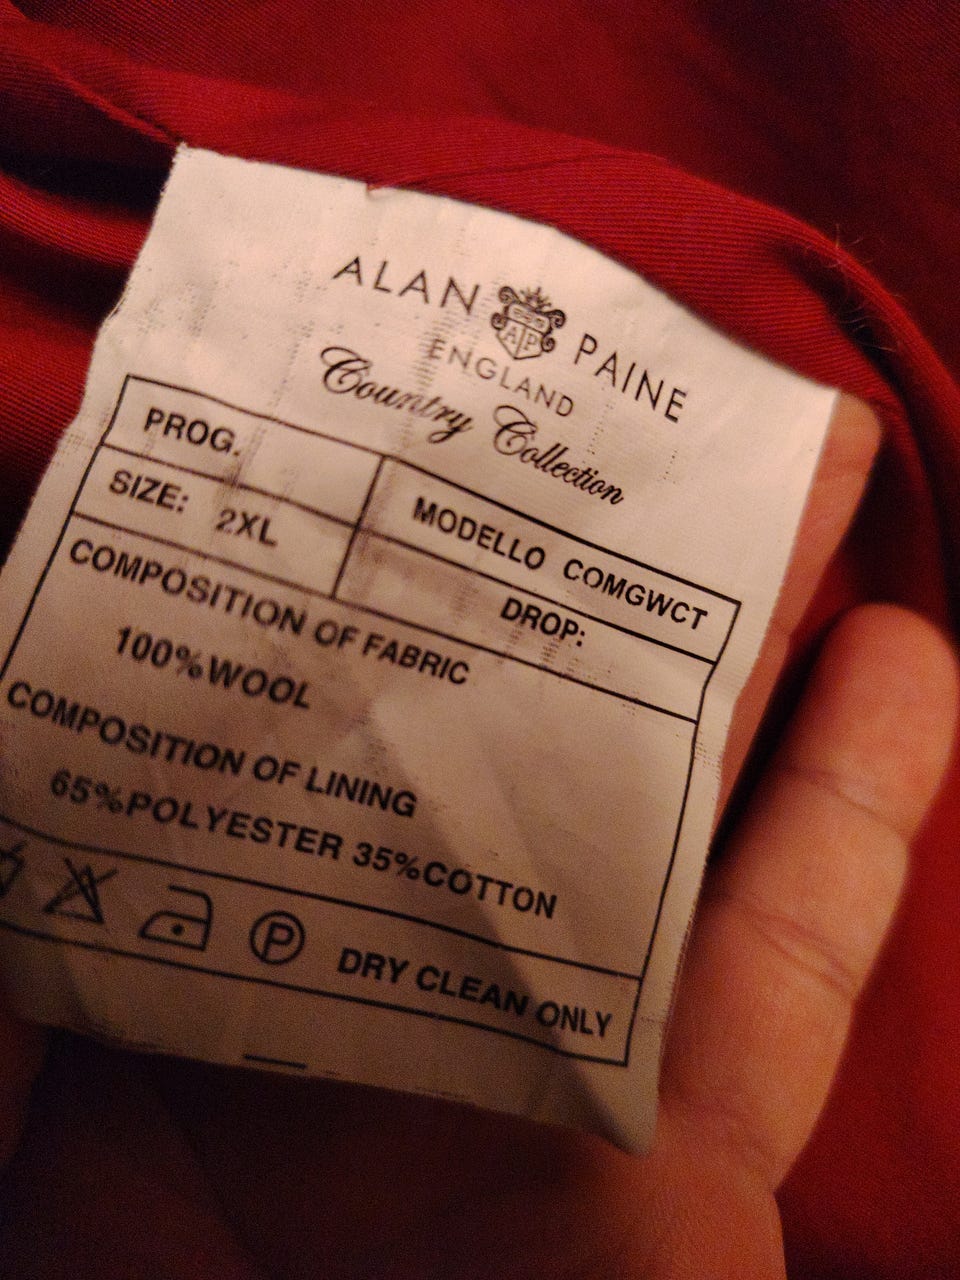 ALAN PAINE
AP
ENGLAND
Country Collection
PROG.
MODELLO COMGWCT
SIZE: 2XL
DROP:
COMPOSITION OF FABRIC
100%WOOL
COMPOSITION OF LINING
65%POLYESTER 35%COTTON
P DRY CLEAN ONLY